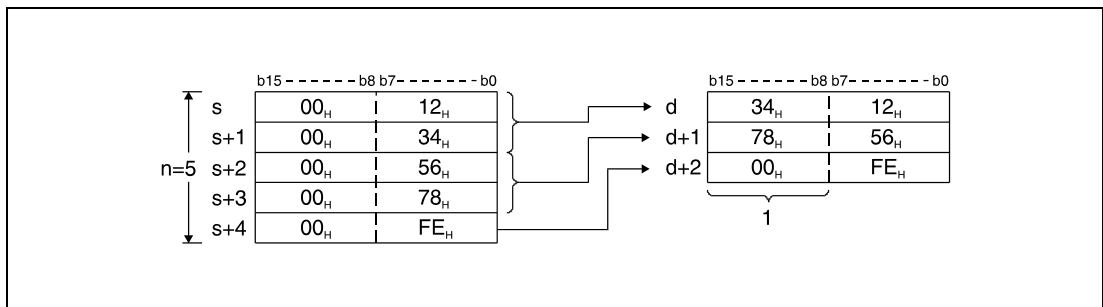 b15 - - - - - - b8 b7 - - - - - - - b0 b15 - - - - - - b8 b7 - - - - - - - b0
s 00H 12H d 34H 12H
s+1 00H 34H d+1 78H 56H
n=5 s+2 00H 56H d+2 00H FEH
s+3 00H 78H 1
s+4 00H FEH